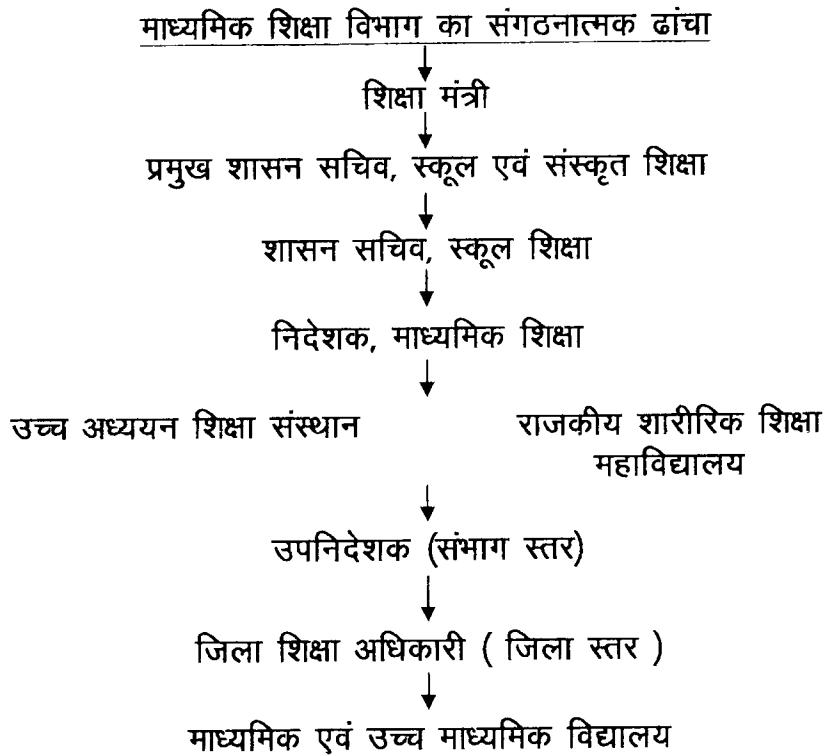 माध्यमिक शिक्षा विभाग का संगठनात्मक ढांचा
शिक्षा मंत्री
प्रमुख शासन सचिव, स्कूल एवं संस्कृत शिक्षा
शासन सचिव, स्कूल शिक्षा
निदेशक, माध्यमिक शिक्षा
उच्च अध्ययन शिक्षा संस्थान
राजकीय शारीरिक शिक्षा
महाविद्यालय
उपनिदेशक (संभाग स्तर)
जिला शिक्षा अधिकारी ( जिला स्तर )
माध्यमिक एवं उच्च माध्यमिक विद्यालय